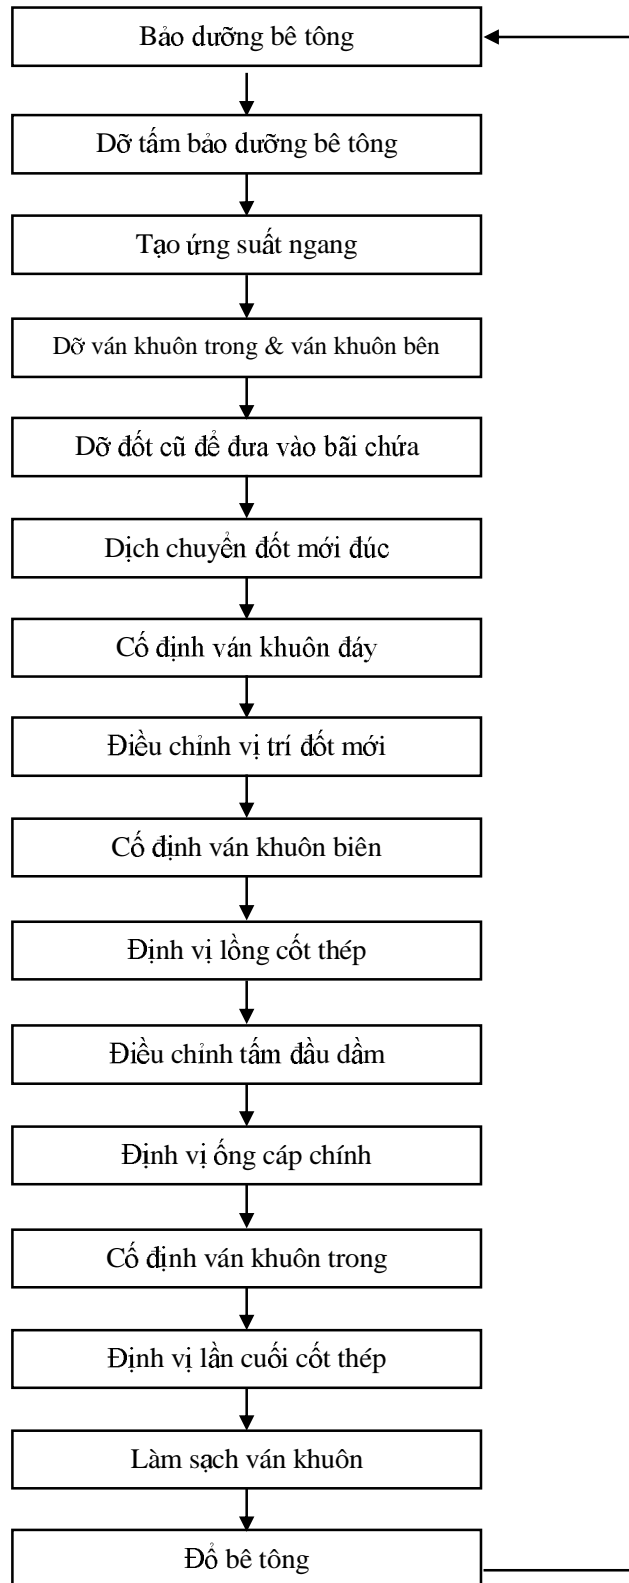 Bảo dưỡng bê tông
Dỡ tấm bảo dưỡng bê tông
Tạo ứng suất ngang
Dỡ ván khuôn trong & ván khuôn bên
Dỡ đốt cũ để đưa vào bãi chứa
Dịch chuyển đốt mới đúc
Cố định ván khuôn đáy
Điều chỉnh vị trí đốt mới
Cố định ván khuôn biên
Định vị lồng cốt thép
Điều chỉnh tấm đầu dầm
Định vị ống cáp chính
Cố định ván khuôn trong
Định vị lần cuối cốt thép
Làm sạch ván khuôn
Đổ bê tông